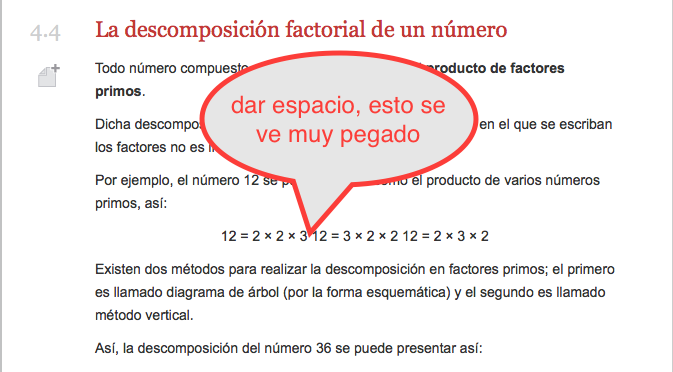 4.4 La descomposición factorial de un número
Todo número compuesto producto de factores
primos.
dar espacio, esto se
ve muy pegado
Dicha en el que se escriban
los factores no es
Por ejemplo, el número 12 se el producto de varios números
primos, así:
12 = 2 × 2 × 3 12 = 3 × 2 × 2 12 = 2 × 3 × 2
Existen dos métodos para realizar la descomposición en factores primos; el primero
es llamado diagrama de árbol (por la forma esquemática) y el segundo es llamado
método vertical.
Así, la descomposición del número 36 se puede presentar así: